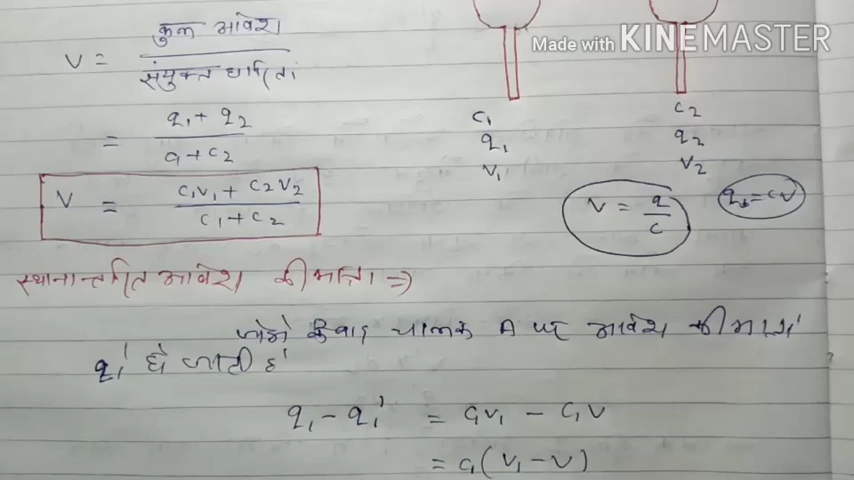 कुल आवेश
V = ―
संयुक्त धारिता
= q₁ + q₂ / c₁ + c₂
V = c₁v₁ + c₂v₂ / c₁ + c₂
Made with KINEMASTER
c₁ c₂
q₁ q₂
v₁ v₂
V = q / c q = cv
स्थानान्तरित आवेश की मात्रा ⇒
जोडने के बाद चालक A पर आवेश की मात्रा
q₁' हो जाती है
q₁ - q₁' = c₁v₁ - c₁v
= c₁(v₁ - v)